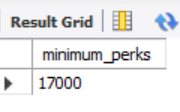 Result Grid
minimum_perks
17000